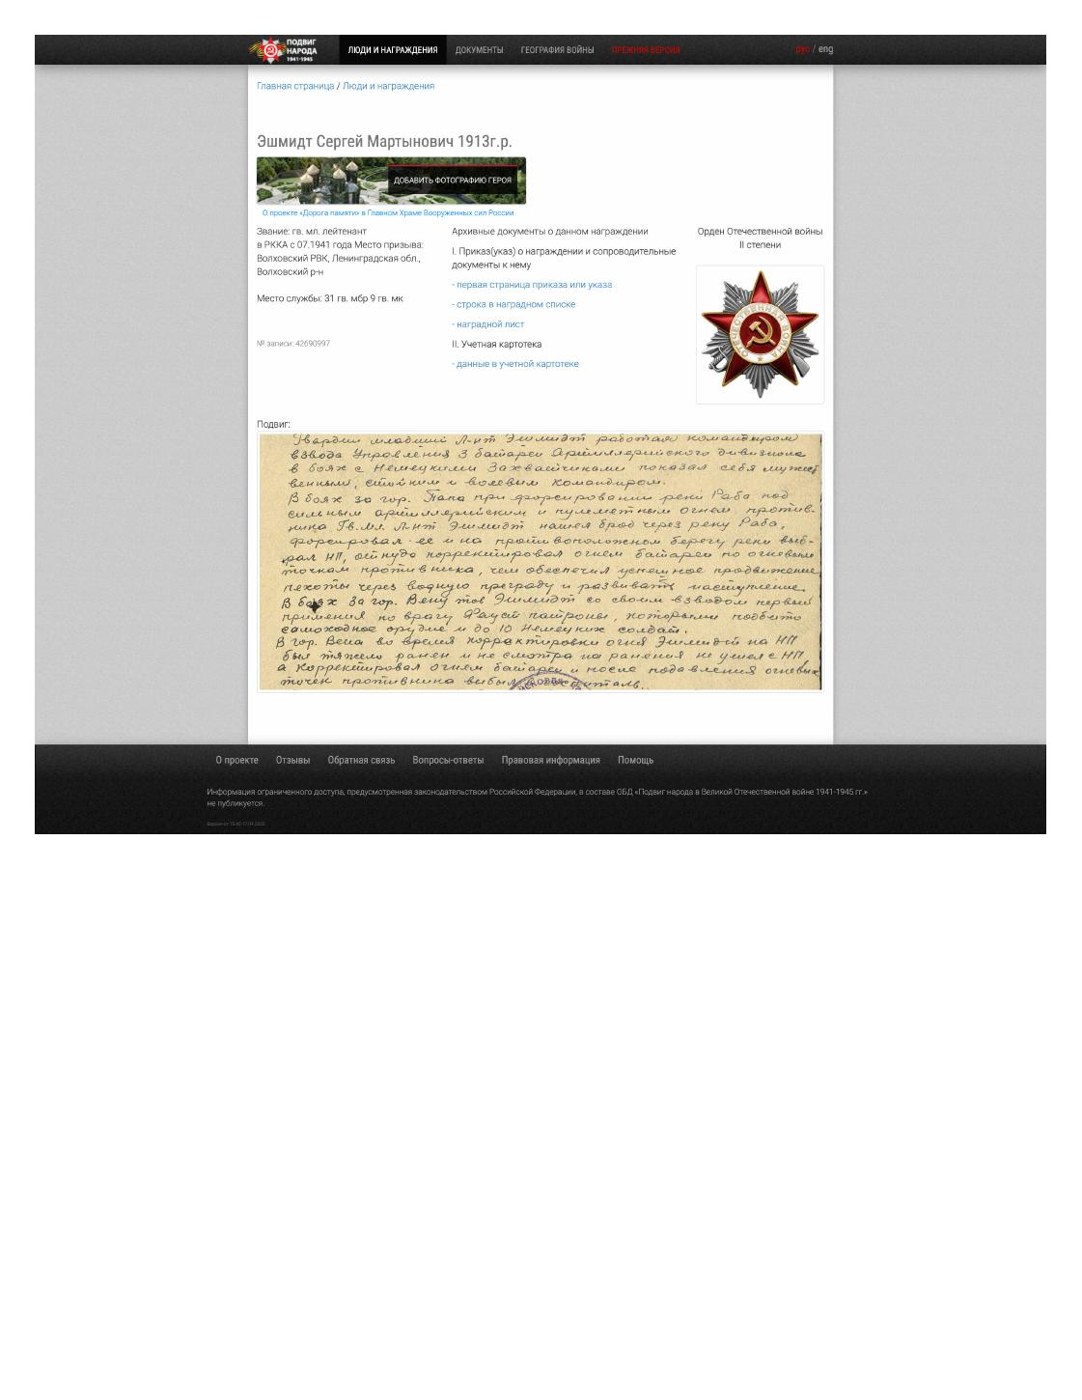 ПОДВИГ
НАРОДА
1941-1945
ЛЮДИ И НАГРАЖДЕНИЯ
ДОКУМЕНТЫ
ГЕОГРАФИЯ ВОЙНЫ
ПРЕЖНЯЯ ВЕРСИЯ
рус / eng
Главная страница / Люди и награждения
Эшмидт Сергей Мартынович 1913г.р.
ДОБАВИТЬ ФОТОГРАФИЮ ГЕРОЯ
О проекте «Дорога памяти» в Главном Храме Вооруженных сил России
Звание: гв. мл. лейтенант
в РККА с 07.1941 года Место призыва:
Волховский РВК, Ленинградская обл.,
Волховский р-н
Место службы: 31 гв. мбр 9 гв. мк
№ записи: 42690997
Архивные документы о данном награждении
I. Приказ(указ) о награждении и сопроводительные
документы к нему
- первая страница приказа или указа
- строка в наградном списке
- наградной лист
II. Учетная картотека
- данные в учетной картотеке
Орден Отечественной войны
II степени
ОТЕЧЕСТВЕННАЯ ВОЙНА
Подвиг:
Гвардии младший Л-нт Эшмидт работая командиром
взвода Управления 3 батареи Артиллерийского дивизиона
в боях с Немецкими Захватчиками показал себя мужест
венным, стойким и волевым командиром.
В боях за гор. Папа при форсировании реки Раба под
сильным артиллерийским и пулеметным огнем против-
ника Гв. мл. Л-нт Эшмидт нашел брод через реку Раба,
форсировал ее и на противоположном берегу реки выб-
рал НП, откуда корректировал огнем батареи по огневым
точкам противника, чем обеспечил успешное продвижение
пехоты через водную преграду и развивать наступление.
В боях за гор. Вену тов Эшмидт со своим взводом первый
применил по врагу Фауст патроны, которыми подбито
самоходное орудие и до 10 Немецких солдат.
В гор. Вена во время корректировки огня Эшмидт на НП
был тяжело ранен и не смотря на ранения не ушел с НП
а Корректировал огнем батареи и после подавления огневых
точек противника выбыл в госпиталь.
О проекте
Отзывы
Обратная связь
Вопросы-ответы
Правовая информация
Помощь
Информация ограниченного доступа, предусмотренная законодательством Российской Федерации, в составе ОБД «Подвиг народа в Великой Отечественной войне 1941-1945 гг.»
не публикуется.